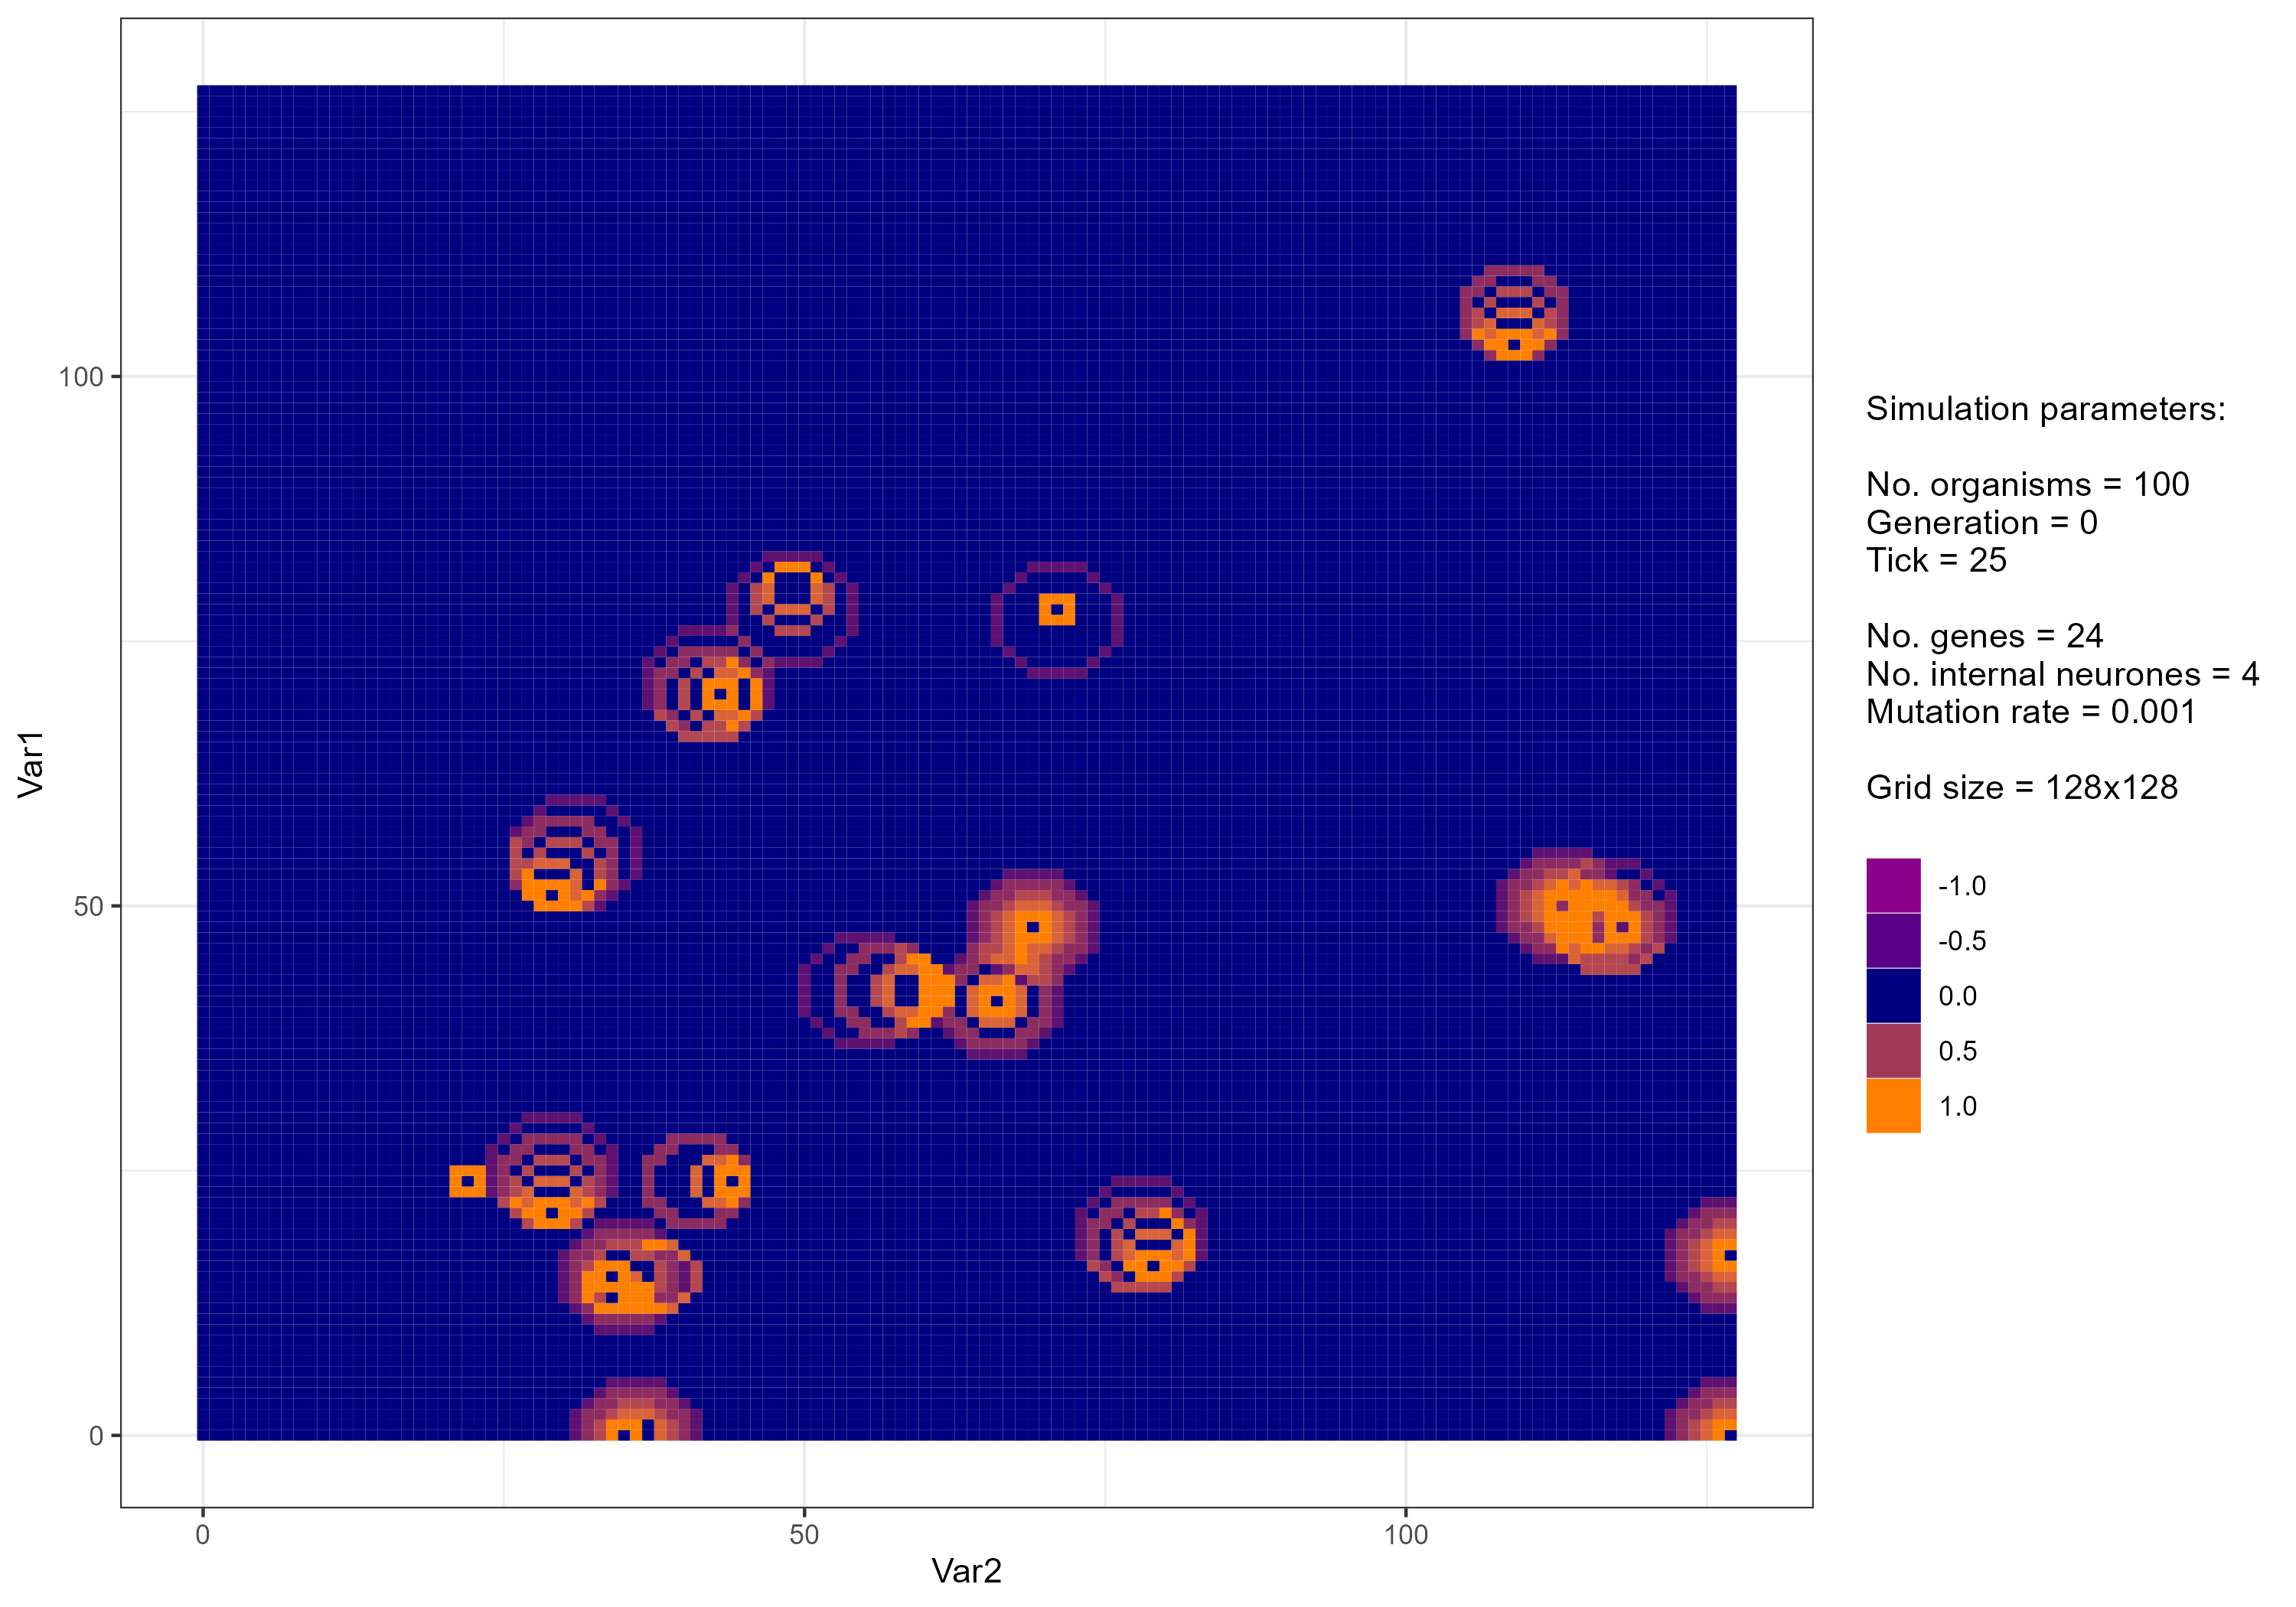 Var1
100
50
0
0
50
100
Var2
Simulation parameters:
No. organisms = 100
Generation = 0
Tick = 25
No. genes = 24
No. internal neurones = 4
Mutation rate = 0.001
Grid size = 128x128
-1.0
-0.5
0.0
0.5
1.0